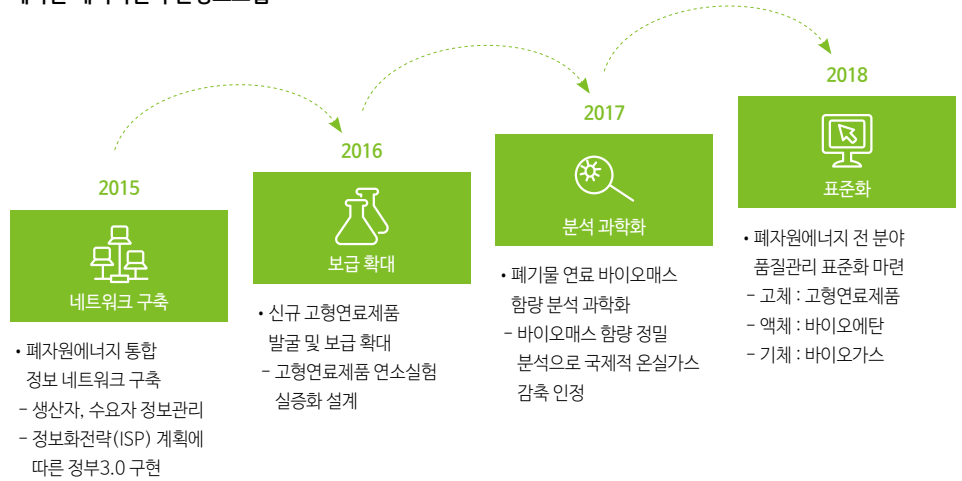 2015
네트워크 구축
• 폐자원에너지 통합
정보 네트워크 구축
- 생산자, 수요자 정보관리
- 정보화전략(ISP) 계획에
따른 정부3.0 구현
2016
보급 확대
• 신규 고형연료제품
발굴 및 보급 확대
- 고형연료제품 연소실험
실증화 설계
2017
분석 과학화
• 폐기물 연료 바이오매스
함량 분석 과학화
- 바이오매스 함량 정밀
분석으로 국제적 온실가스
감축 인정
2018
표준화
• 폐자원에너지 전 분야
품질관리 표준화 마련
- 고체 : 고형연료제품
- 액체 : 바이오에탄
- 기체 : 바이오가스